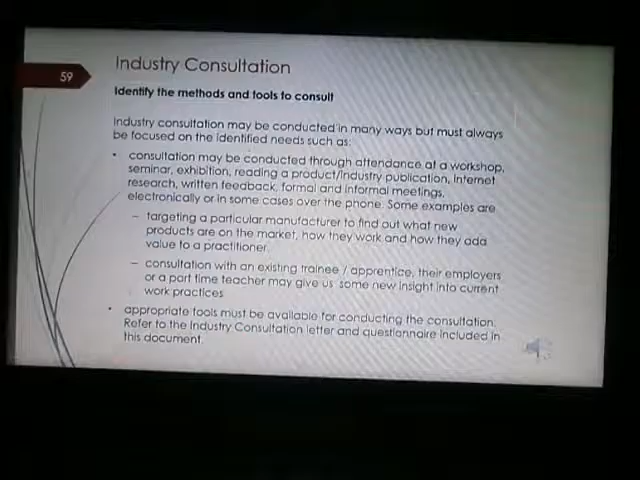 59
Industry Consultation
Identify the methods and tools to consult
Industry consultation may be conducted in many ways but must always
be focused on the identified needs such as:
• consultation may be conducted through attendance at a workshop,
seminar, exhibition, reading a product/industry publication, internet
research, written feedback, formal and informal meetings,
electronically or in some cases over the phone. Some examples are
– targeting a particular manufacturer to find out what new
products are on the market, how they work and how they add
value to a practitioner.
– consultation with an existing trainee / apprentice, their employers
or a part time teacher may give us some new insight into current
work practices
• appropriate tools must be available for conducting the consultation.
Refer to the Industry Consultation letter and questionnaire included in
this document.